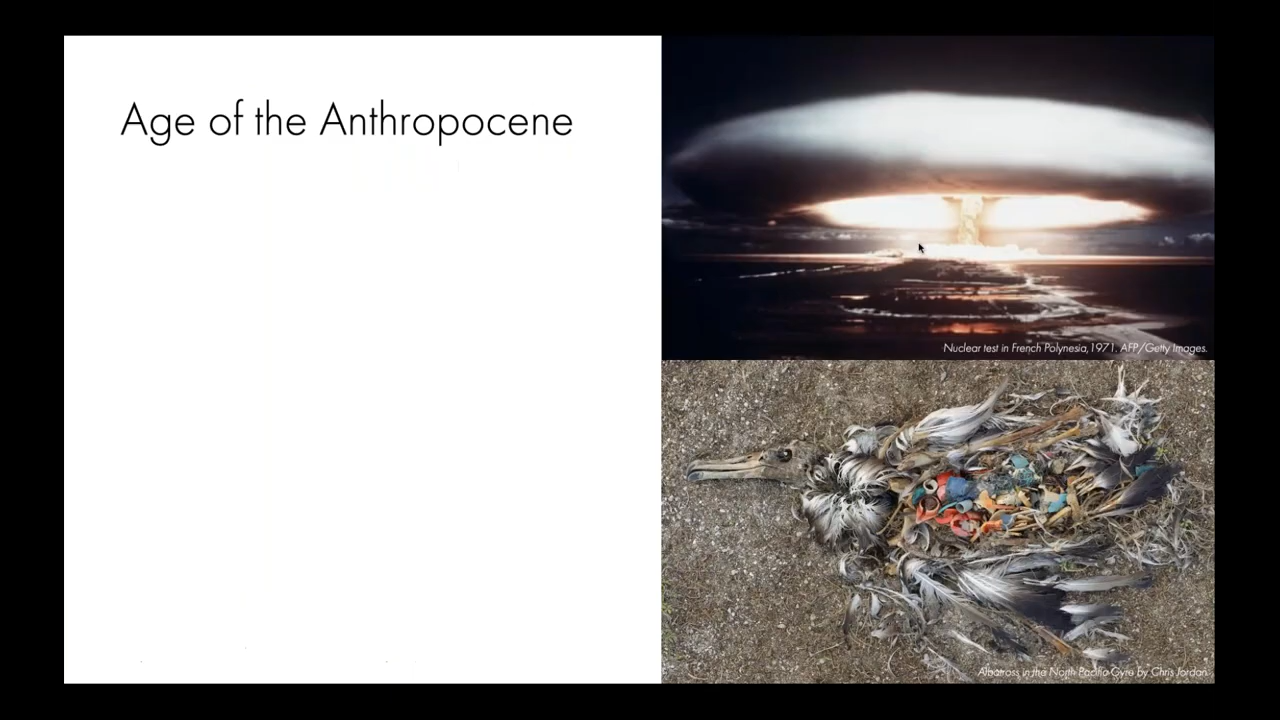 Age of the Anthropocene
Nuclear test in French Polynesia,1971. AFP/Getty Images.
Albatross in the North Pacific Gyre by Chris Jordan.